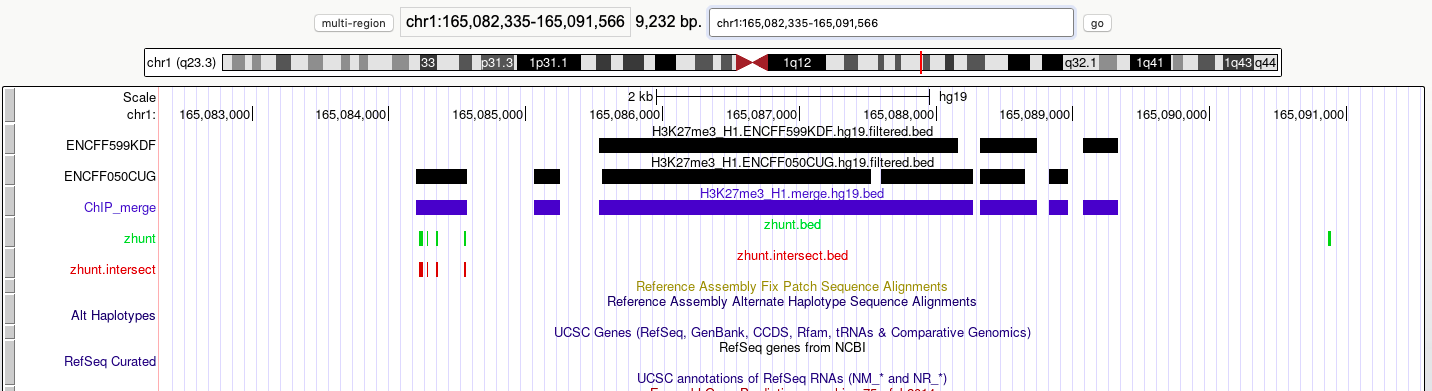 multi-region chr1:165,082,335-165,091,566 9,232 bp. chr1:165,082,335-165,091,566 go
chr1 (q23.3) 33 p31.3 1p31.1 1q12 q32.1 1q41 1q43 q44
Scale 2 kb hg19
chr1: 165,083,000 165,084,000 165,085,000 165,086,000 165,087,000 165,088,000 165,089,000 165,090,000 165,091,000
H3K27me3_H1.ENCFF599KDF.hg19.filtered.bed
ENCFF599KDF
H3K27me3_H1.ENCFF050CUG.hg19.filtered.bed
ENCFF050CUG
H3K27me3_H1.merge.hg19.bed
ChIP_merge
zhunt.bed
zhunt
zhunt.intersect.bed
zhunt.intersect
Reference Assembly Fix Patch Sequence Alignments
Reference Assembly Alternate Haplotype Sequence Alignments
Alt Haplotypes
UCSC Genes (RefSeq, GenBank, CCDS, Rfam, tRNAs & Comparative Genomics)
RefSeq genes from NCBI
RefSeq Curated
UCSC annotations of RefSeq RNAs (NM_* and NR_*)